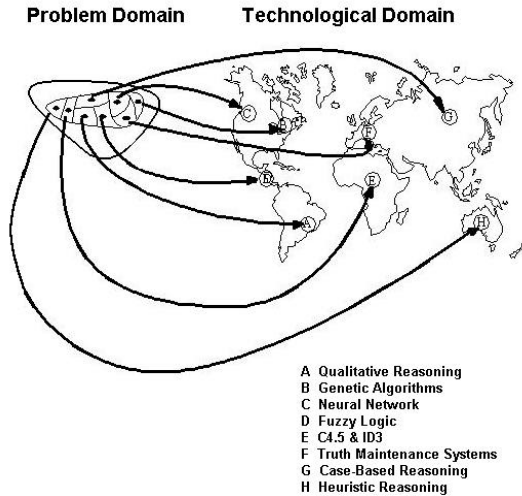 Problem Domain Technological Domain
C
B
F
G
E
A
H
A Qualitative Reasoning
B Genetic Algorithms
C Neural Network
D Fuzzy Logic
E C4.5 & ID3
F Truth Maintenance Systems
G Case-Based Reasoning
H Heuristic Reasoning